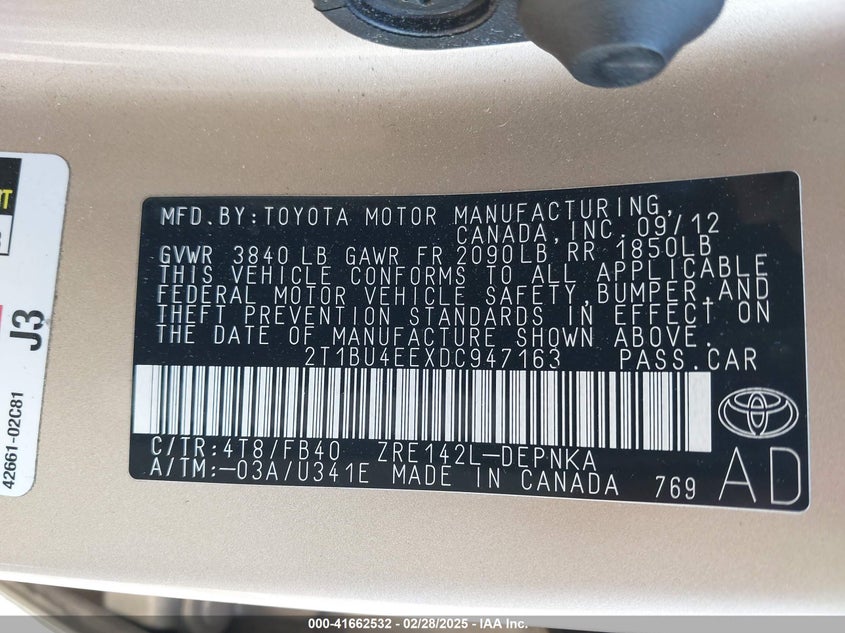 MFD.BY:TOYOTA MOTOR MANUFACTURING,
CANADA,INC. 09/12
GVWR 3840 LB GAWR FR 2090LB RR 1850LB
THIS VEHICLE CONFORMS TO ALL APPLICABLE
FEDERAL MOTOR VEHICLE SAFETY,BUMPER,AND
THEFT PREVENTION STANDARDS IN EFFECT ON
THE DATE OF MANUFACTURE SHOWN ABOVE.
2T1BU4EEXDC947163 PASS.CAR
C/TR:4T8/FB40 ZRE142L-DEPNKA
A/TM:-03A/U341E MADE IN CANADA 769
AD
J3
42661-02C81
000-41662532 — 02/28/2025 — IAA Inc.